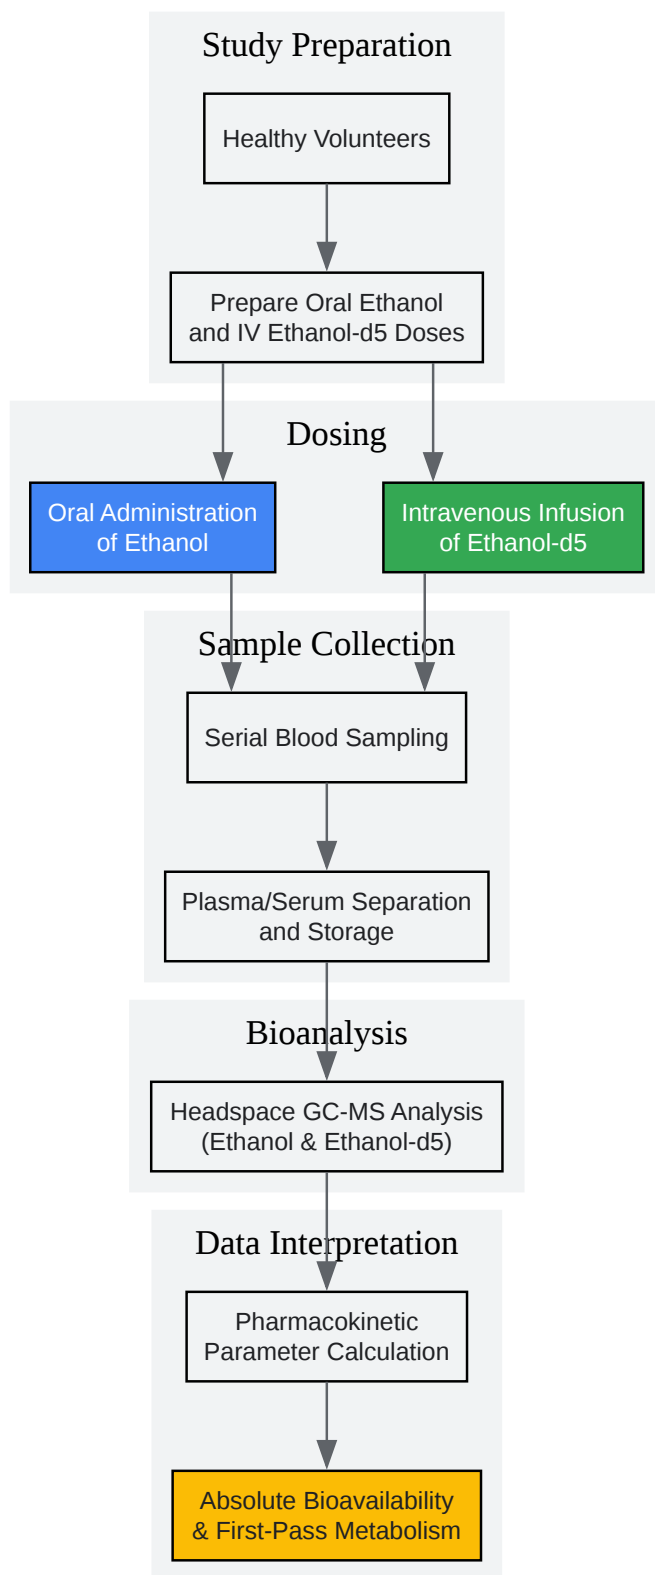 Study Preparation
Healthy Volunteers
Prepare Oral Ethanol
and IV Ethanol-d5 Doses
Dosing
Oral Administration
of Ethanol
Intravenous Infusion
of Ethanol-d5
Sample Collection
Serial Blood Sampling
Plasma/Serum Separation
and Storage
Bioanalysis
Headspace GC-MS Analysis
(Ethanol & Ethanol-d5)
Data Interpretation
Pharmacokinetic
Parameter Calculation
Absolute Bioavailability
& First-Pass Metabolism